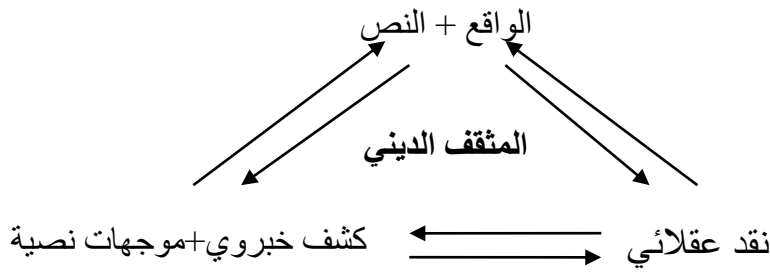 الواقع + النص
المثقف الديني
نقد عقلائي
كشف خبروي+موجهات نصية